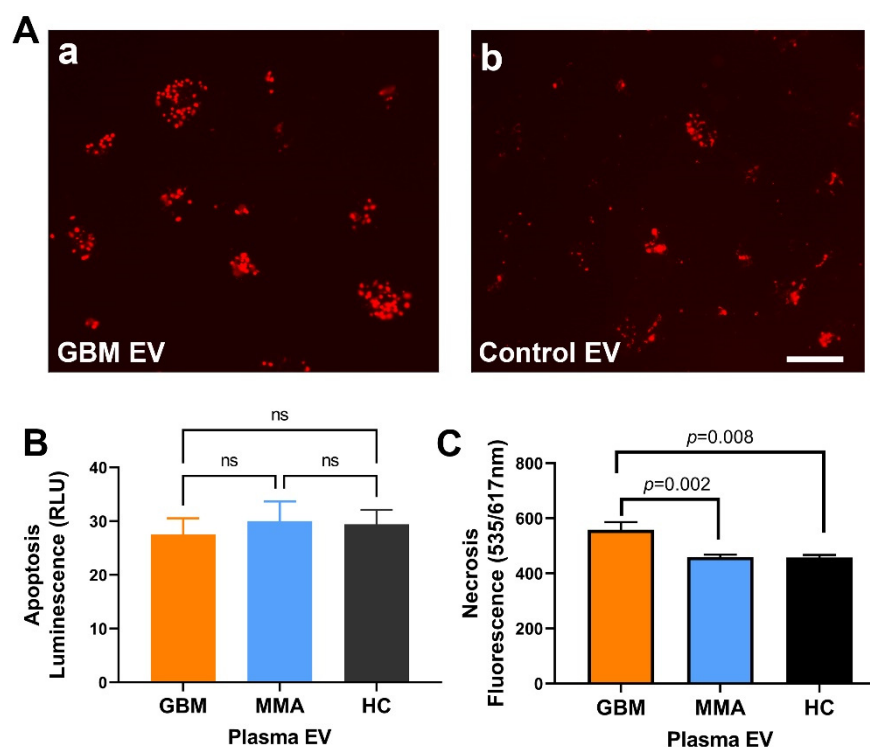 A
a
GBM EV
b
Control EV
B
ns
ns
ns
Apoptosis
Luminescence (RLU)
40
30
20
10
0
GBM
MMA
HC
Plasma EV
C
p=0.008
p=0.002
Necrosis
Fluorescence (535/617nm)
800
600
400
200
0
GBM
MMA
HC
Plasma EV